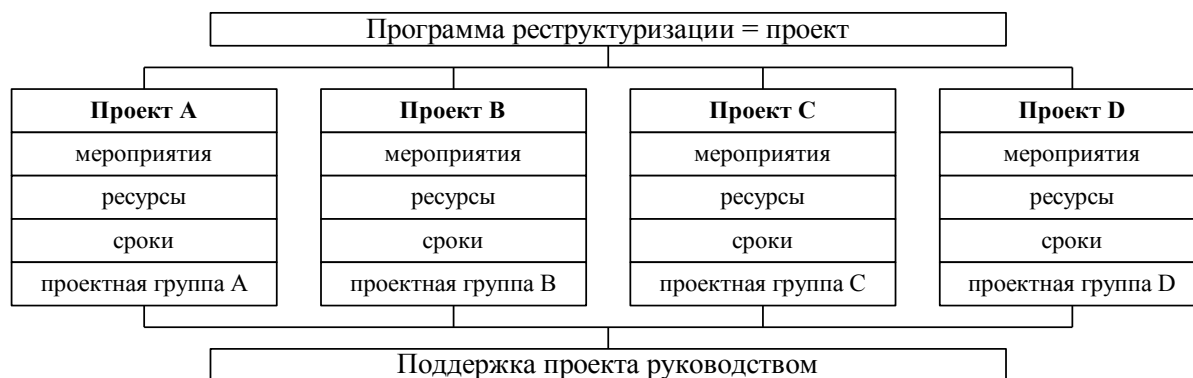 Программа реструктуризации = проект
Проект A
Проект B
Проект C
Проект D
мероприятия
мероприятия
мероприятия
мероприятия
ресурсы
ресурсы
ресурсы
ресурсы
сроки
сроки
сроки
сроки
проектная группа A
проектная группа B
проектная группа C
проектная группа D
Поддержка проекта руководством